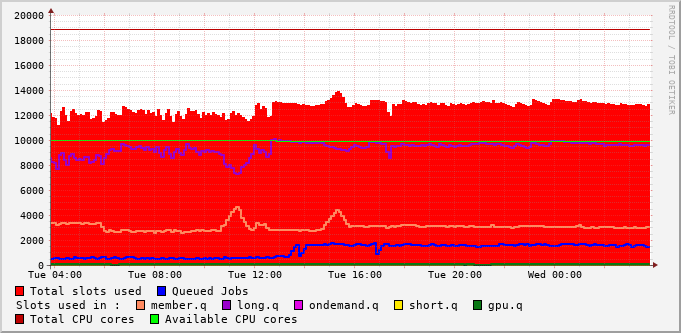 RRDTOOL / TOBI OETIKER
20000
18000
16000
14000
12000
10000
8000
6000
4000
2000
0
Tue 04:00 Tue 08:00 Tue 12:00 Tue 16:00 Tue 20:00 Wed 00:00
Total slots used Queued Jobs
Slots used in : member.q long.q ondemand.q short.q gpu.q
Total CPU cores Available CPU cores